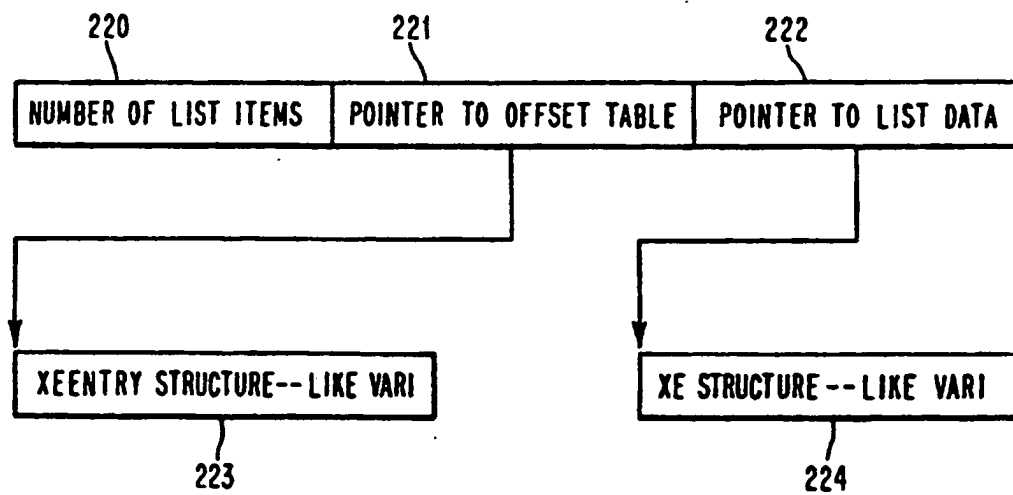 220 221 222
NUMBER OF LIST ITEMS POINTER TO OFFSET TABLE POINTER TO LIST DATA
XEENTRY STRUCTURE--LIKE VARI XE STRUCTURE--LIKE VARI
223 224